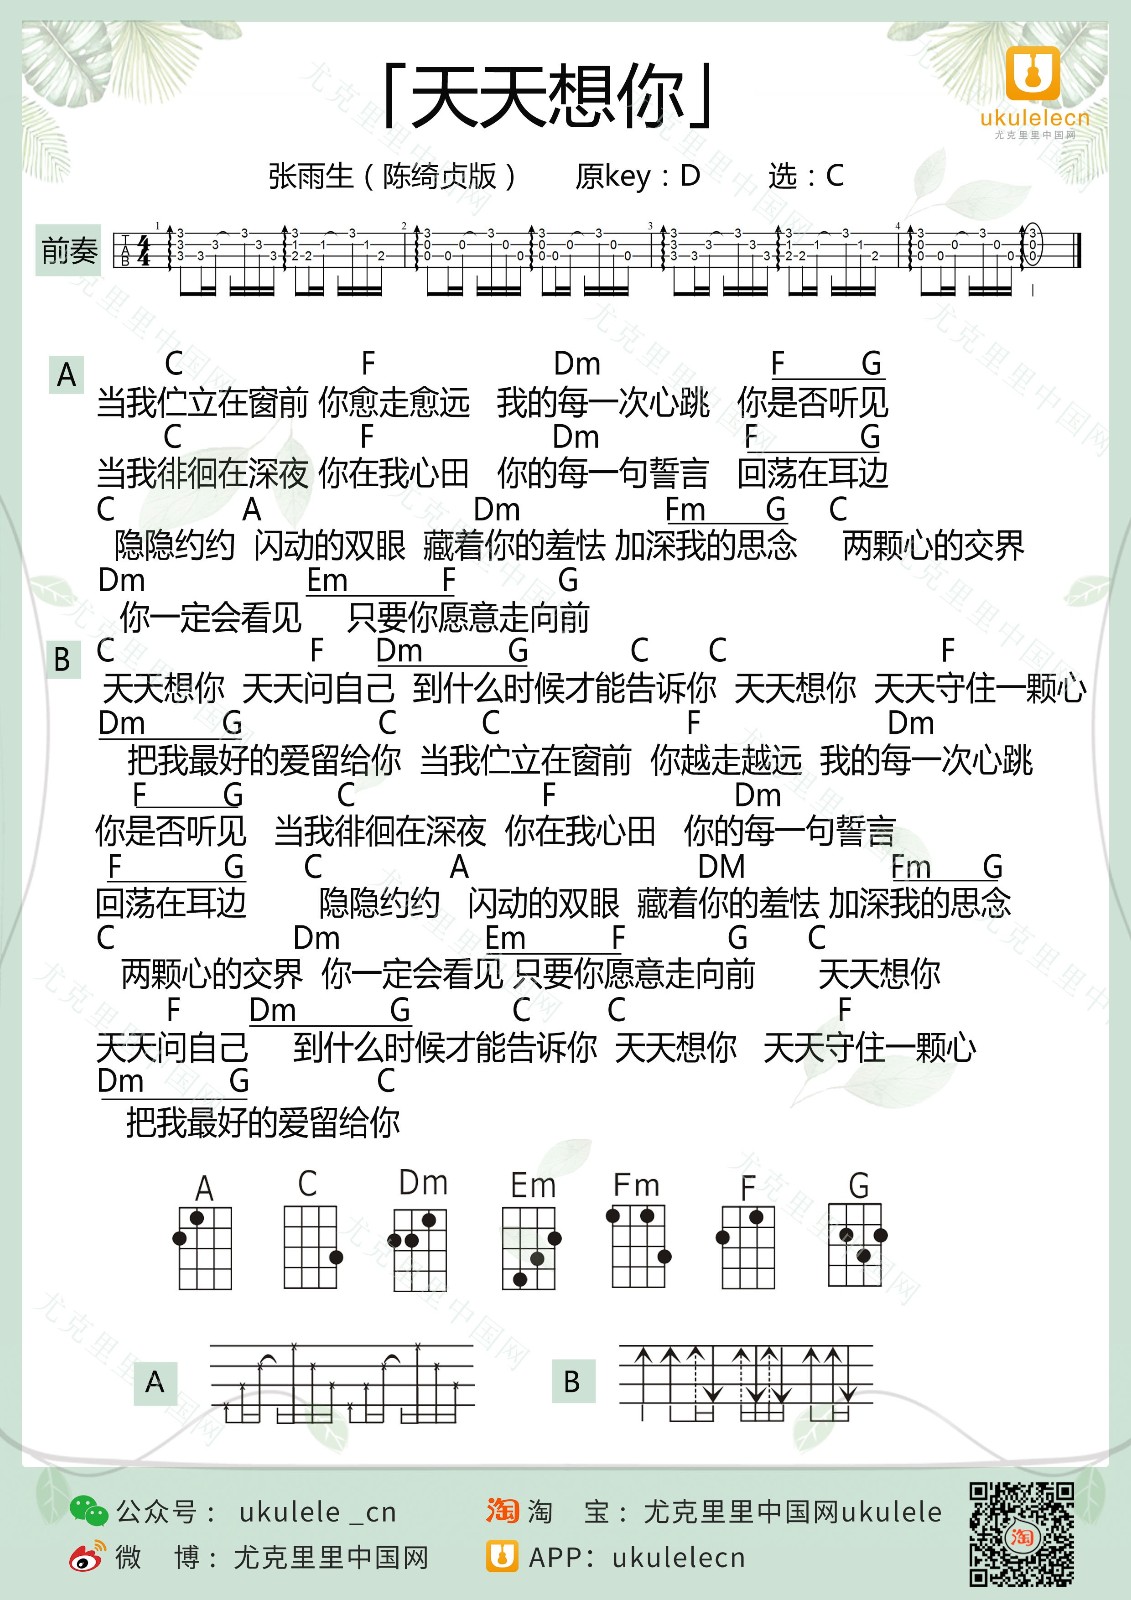 「天天想你」
ukulelecn
尤克里里中国网
张雨生（陈绮贞版） 原key：D 选：C
前奏
A
C F Dm F G
当我伫立在窗前 你愈走愈远 我的每一次心跳 你是否听见
C F Dm F G
当我徘徊在深夜 你在我心田 你的每一句誓言 回荡在耳边
C A Dm Fm G C
隐隐约约 闪动的双眼 藏着你的羞怯 加深我的思念 两颗心的交界
Dm Em F G
你一定会看见 只要你愿意走向前
B
C F Dm G C C F
天天想你 天天问自己 到什么时候才能告诉你 天天想你 天天守住一颗心
Dm G C C F Dm
把我最好的爱留给你 当我伫立在窗前 你越走越远 我的每一次心跳
F G C F Dm
你是否听见 当我徘徊在深夜 你在我心田 你的每一句誓言
F G C A DM Fm G
回荡在耳边 隐隐约约 闪动的双眼 藏着你的羞怯 加深我的思念
C Dm Em F G C
两颗心的交界 你一定会看见 只要你愿意走向前 天天想你
F Dm G C C F
天天问自己 到什么时候才能告诉你 天天想你 天天守住一颗心
Dm G C
把我最好的爱留给你
A C Dm Em Fm F G
A B
公众号： ukulele _cn
淘 宝：尤克里里中国网ukulele
微 博：尤克里里中国网
APP：ukulelecn